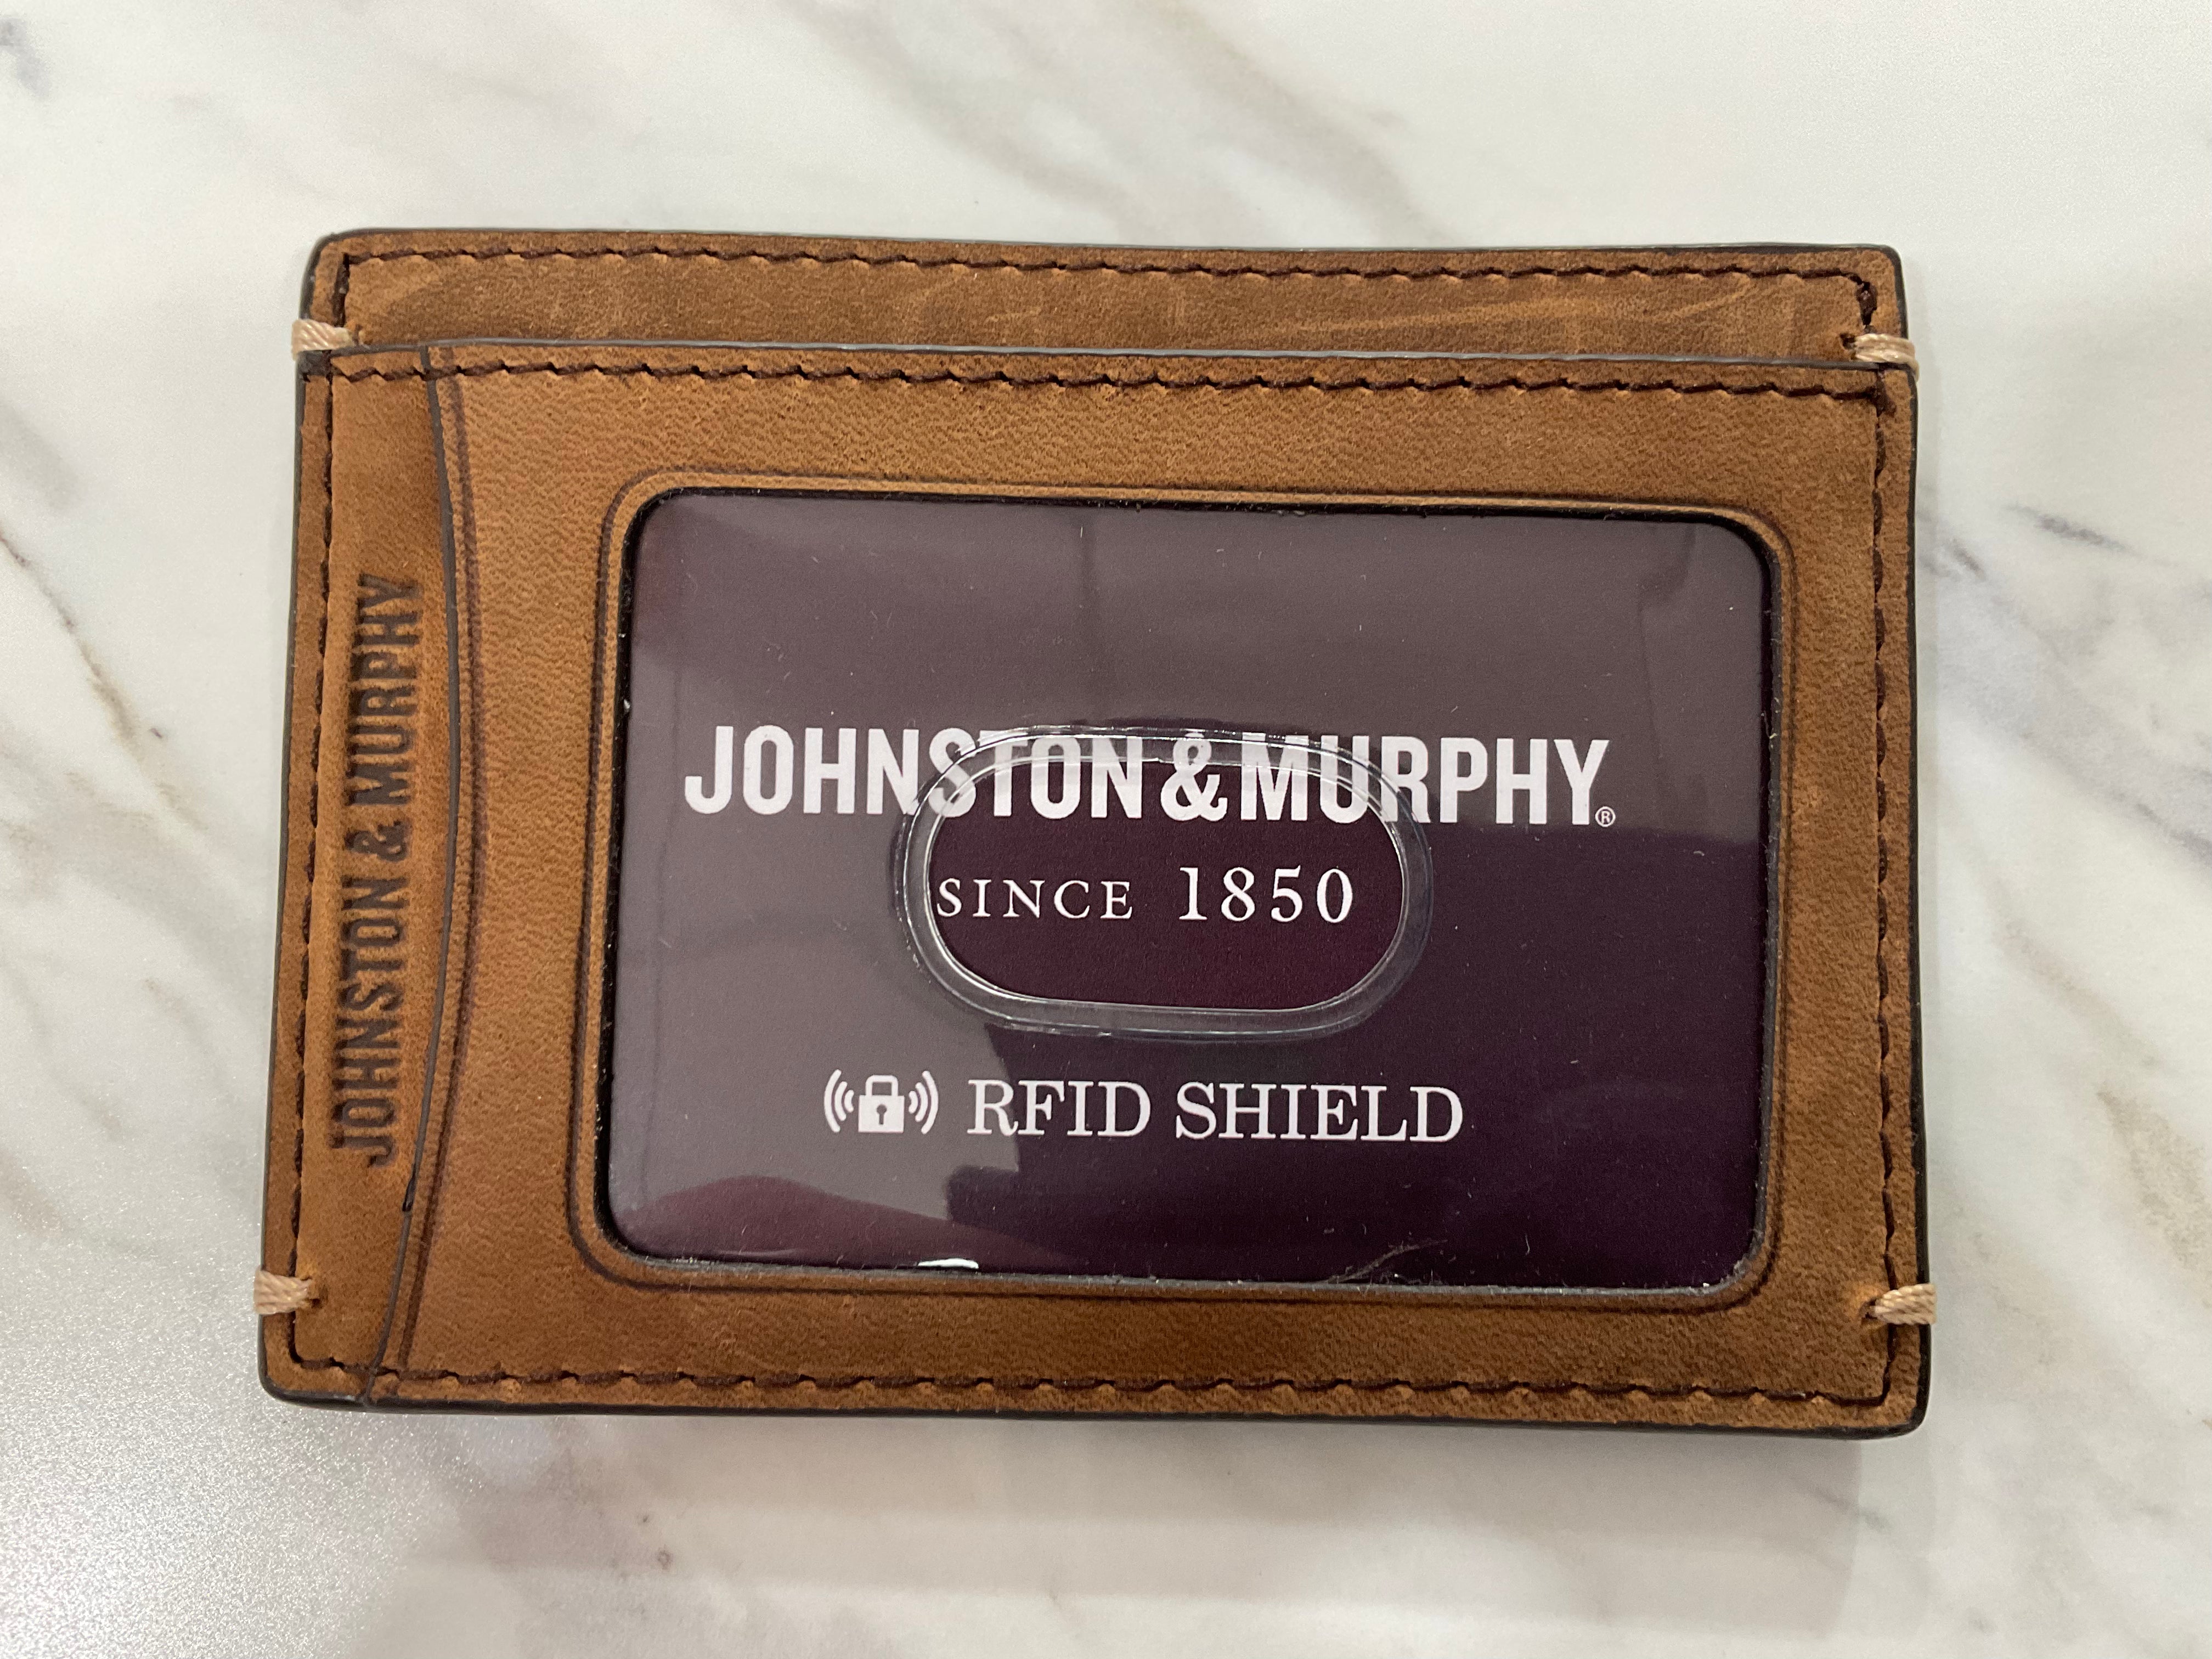 JOHNSTON & MURPHY
JOHNSTON & MURPHY®
SINCE 1850
RFID SHIELD